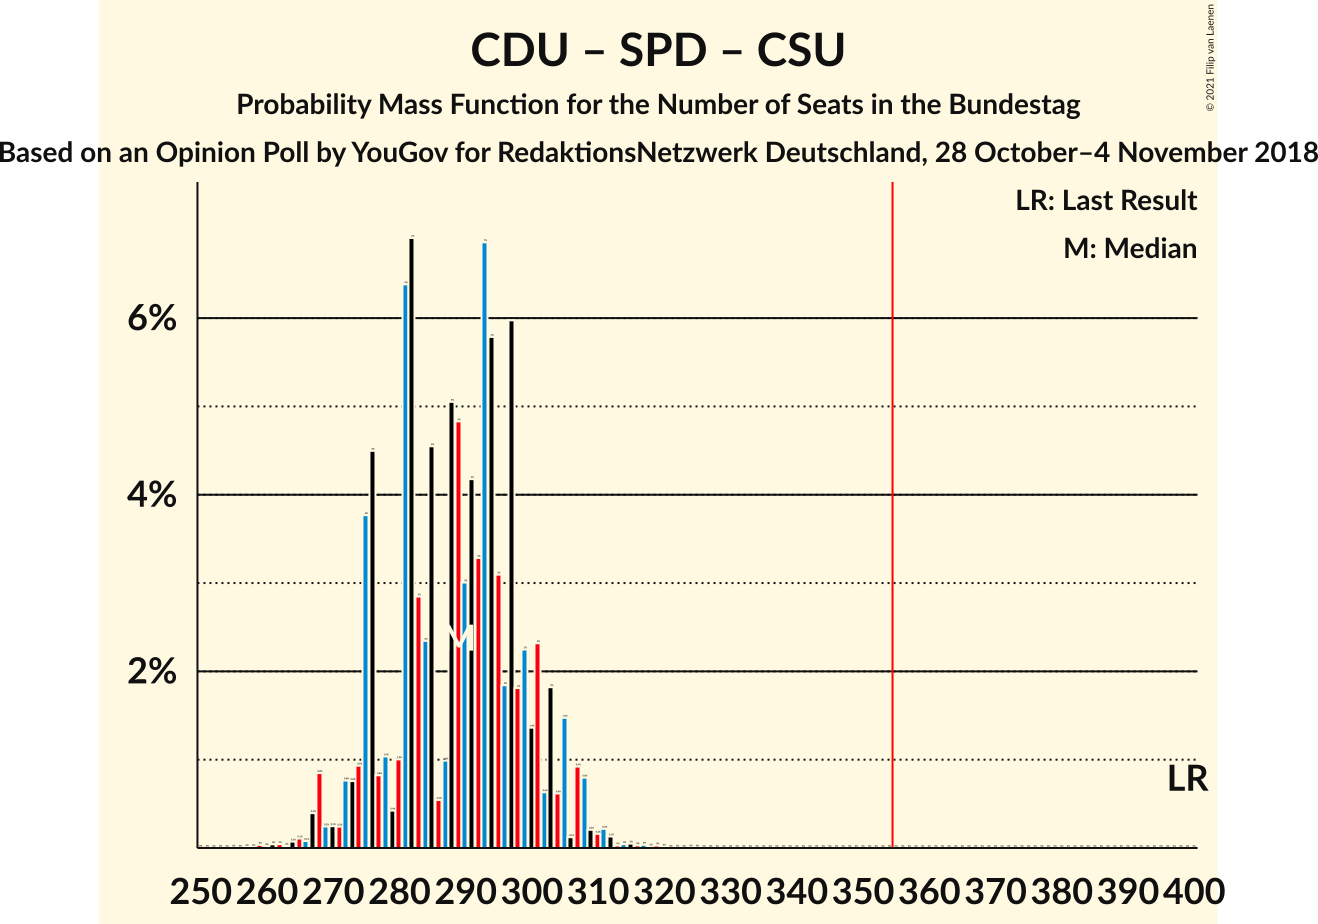 CDU – SPD – CSU
Probability Mass Function for the Number of Seats in the Bundestag
Based on an Opinion Poll by YouGov for RedaktionsNetzwerk Deutschland, 28 October–4 November 2018
© 2021 Filip van Laenen
LR: Last Result
M: Median
6%
4%
2%
M
LR
250 260 270 280 290 300 310 320 330 340 350 360 370 380 390 400